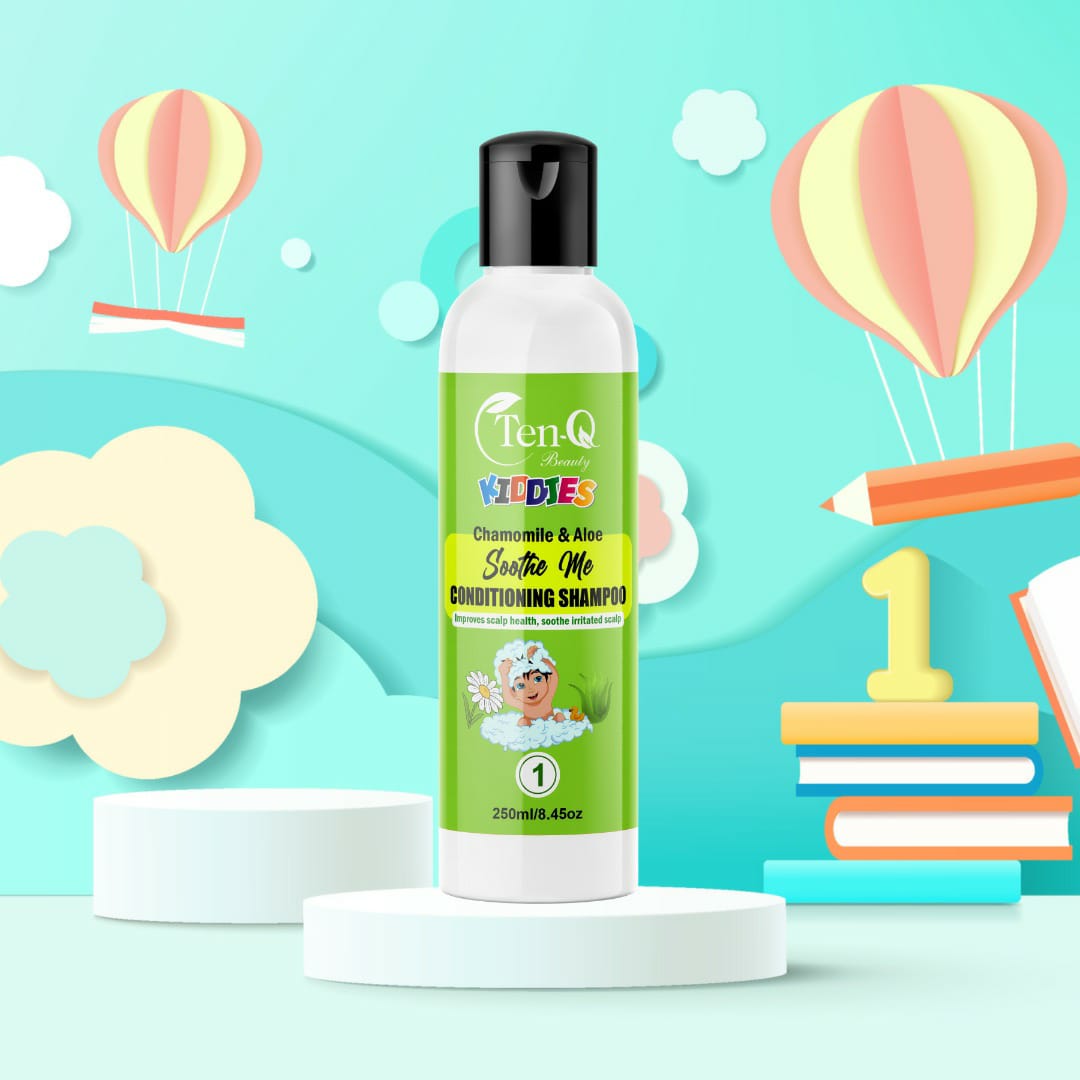 Ten-Q
Beauty
KIDDIES
Chamomile & Aloe
Soothe Me
CONDITIONING SHAMPOO
Improves scalp health, soothe irritated scalp
1
250ml/8.45oz
1